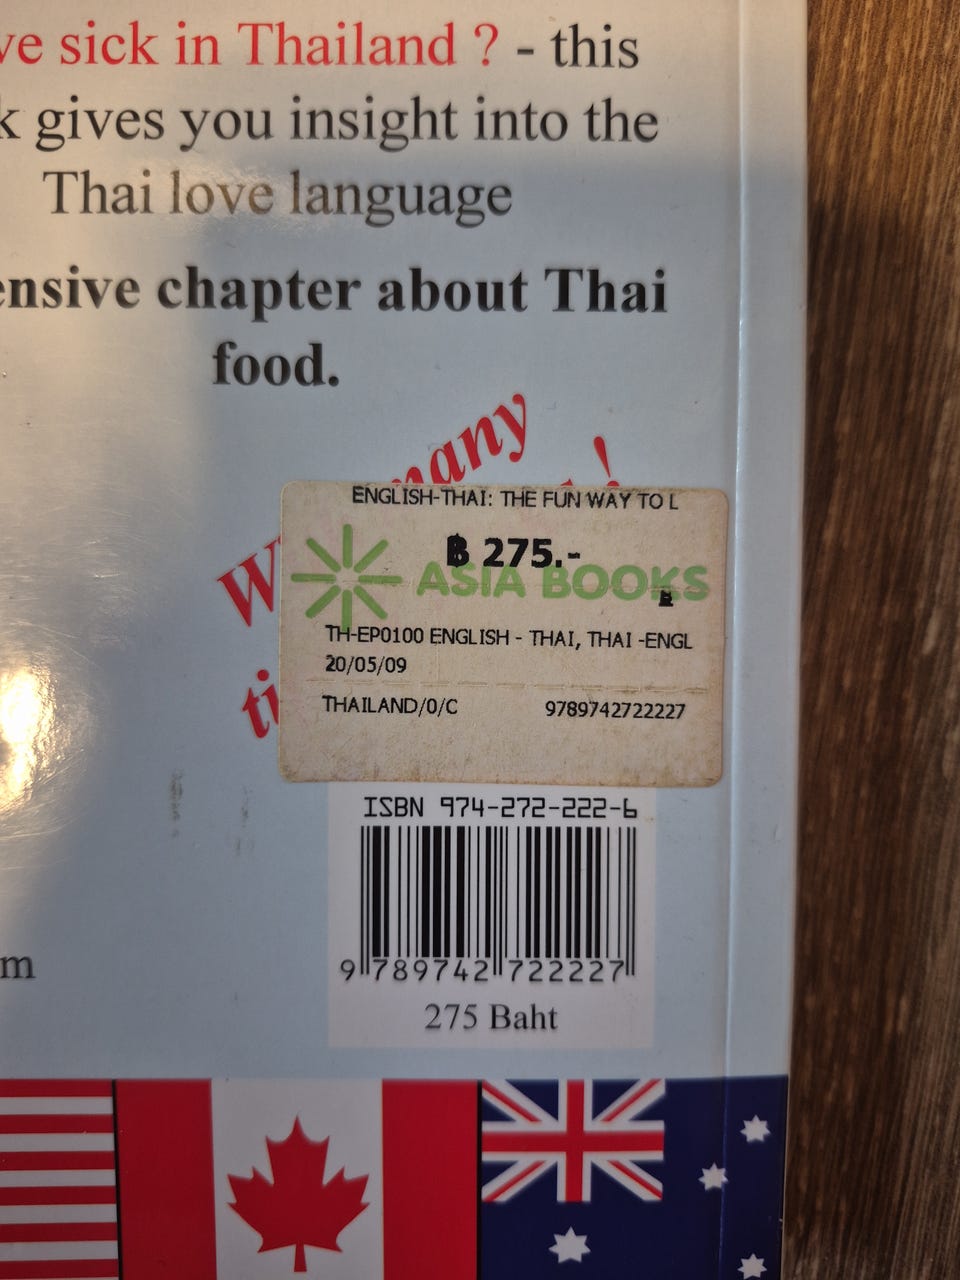 ve sick in Thailand ? - this
k gives you insight into the
Thai love language
ensive chapter about Thai
food.
many
!
W
ti
ENGLISH-THAI: THE FUN WAY TO L
฿ 275.-
ASIA BOOKS
TH-EP0100 ENGLISH - THAI, THAI -ENGL
20/05/09
THAILAND/0/C 9789742722227
ISBN 974-272-222-6
9 789742 722227
275 Baht
m